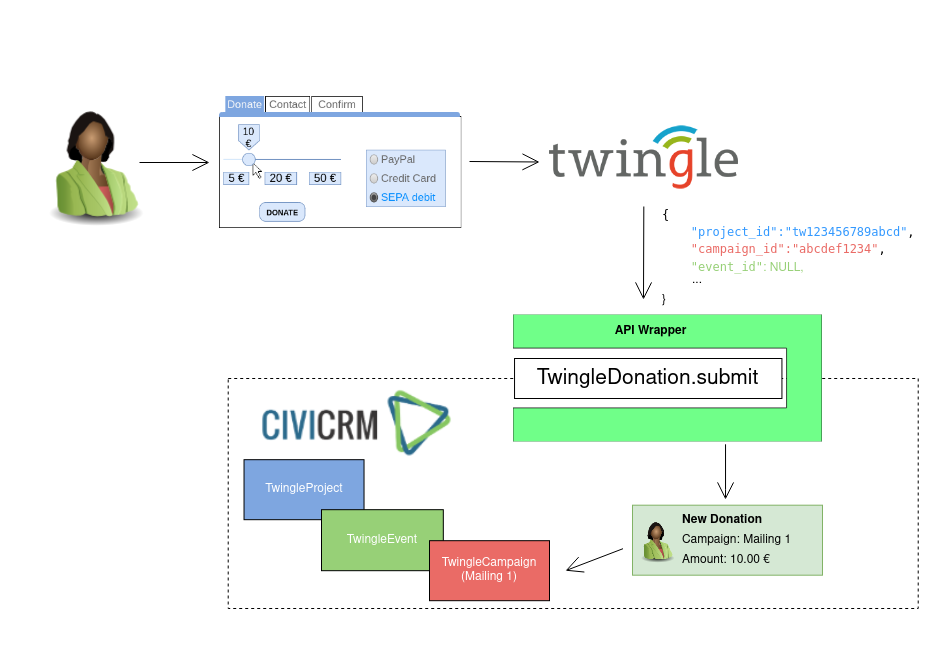 Donate Contact Confirm
10
€
5 € 20 € 50 €
PayPal
Credit Card
SEPA debit
DONATE
twingle
{
"project_id":"tw123456789abcd",
"campaign_id":"abcdef1234",
"event_id": NULL,
...
}
API Wrapper
TwingleDonation.submit
CIVICRM
TwingleProject
TwingleEvent
TwingleCampaign
(Mailing 1)
New Donation
Campaign: Mailing 1
Amount: 10.00 €